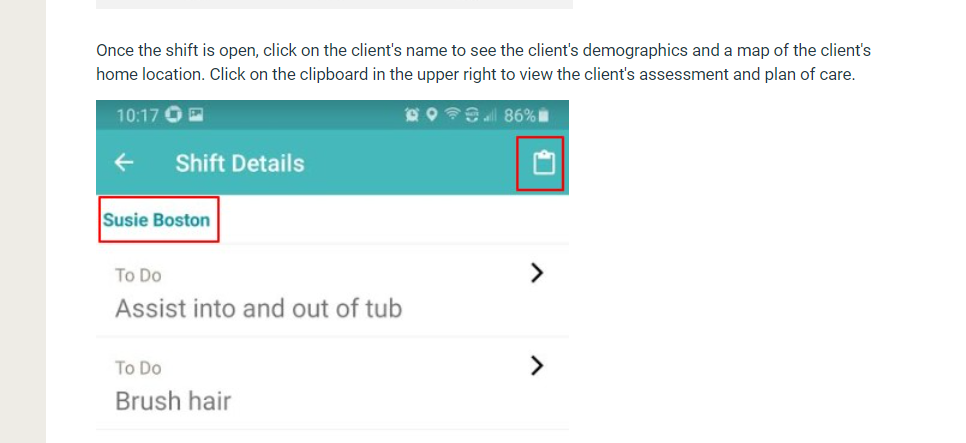 Once the shift is open, click on the client's name to see the client's demographics and a map of the client's
home location. Click on the clipboard in the upper right to view the client's assessment and plan of care.
10:17 86%
Shift Details
Susie Boston
To Do
Assist into and out of tub
To Do
Brush hair